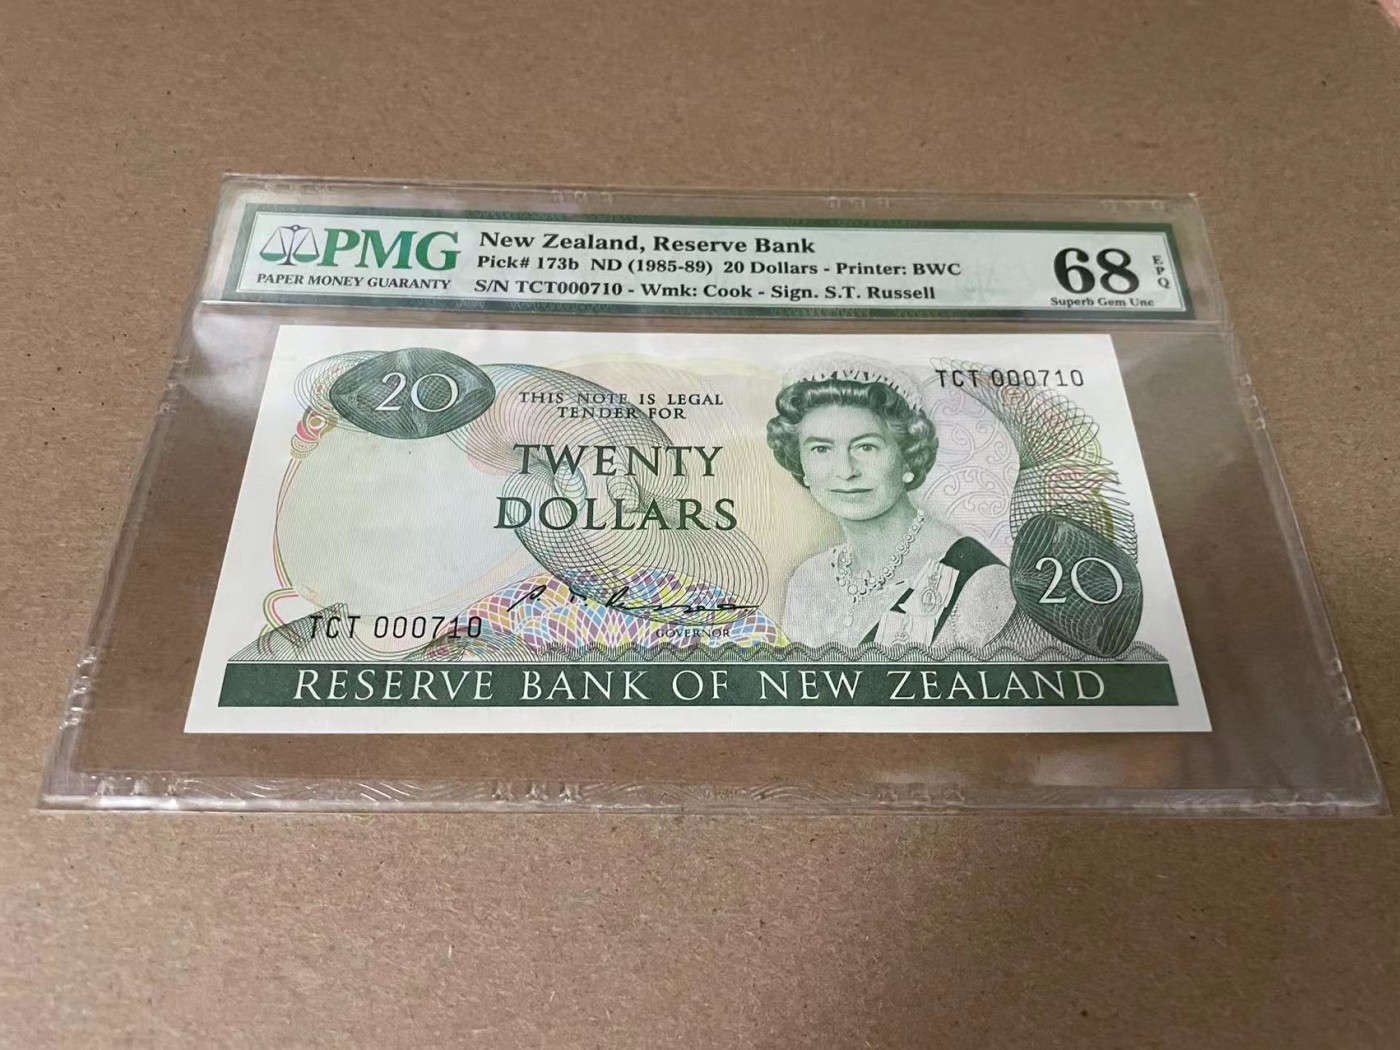 PMG
PAPER MONEY GUARANTY
New Zealand, Reserve Bank
Pick# 173b ND (1985-89) 20 Dollars - Printer: BWC
S/N TCT000710 - Wmk: Cook - Sign. S.T. Russell
68
EPQ
Superb Gem Unc
20
THIS NOTE IS LEGAL
TENDER FOR
TWENTY
DOLLARS
TCT 000710
20
TCT 000710
GOVERNOR
RESERVE BANK OF NEW ZEALAND